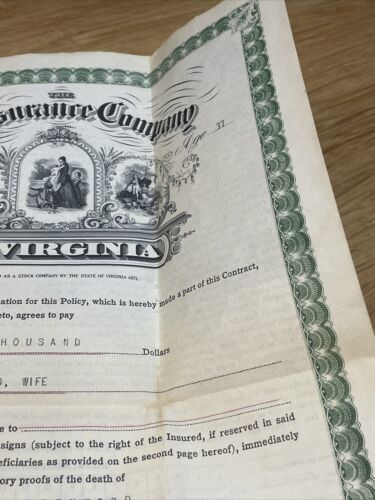 THE
surance Company
Age 37
VIRGINIA
D AS A STOCK COMPANY BY THE STATE OF VIRGINIA 1871.
ation for this Policy, which is hereby made a part of this Contract,
eto, agrees to pay
HOUSAND
Dollars
D, WIFE
e to
signs (subject to the right of the Insured, if reserved in said
eficiaries as provided on the second page hereof), immediately
ory proofs of the death of